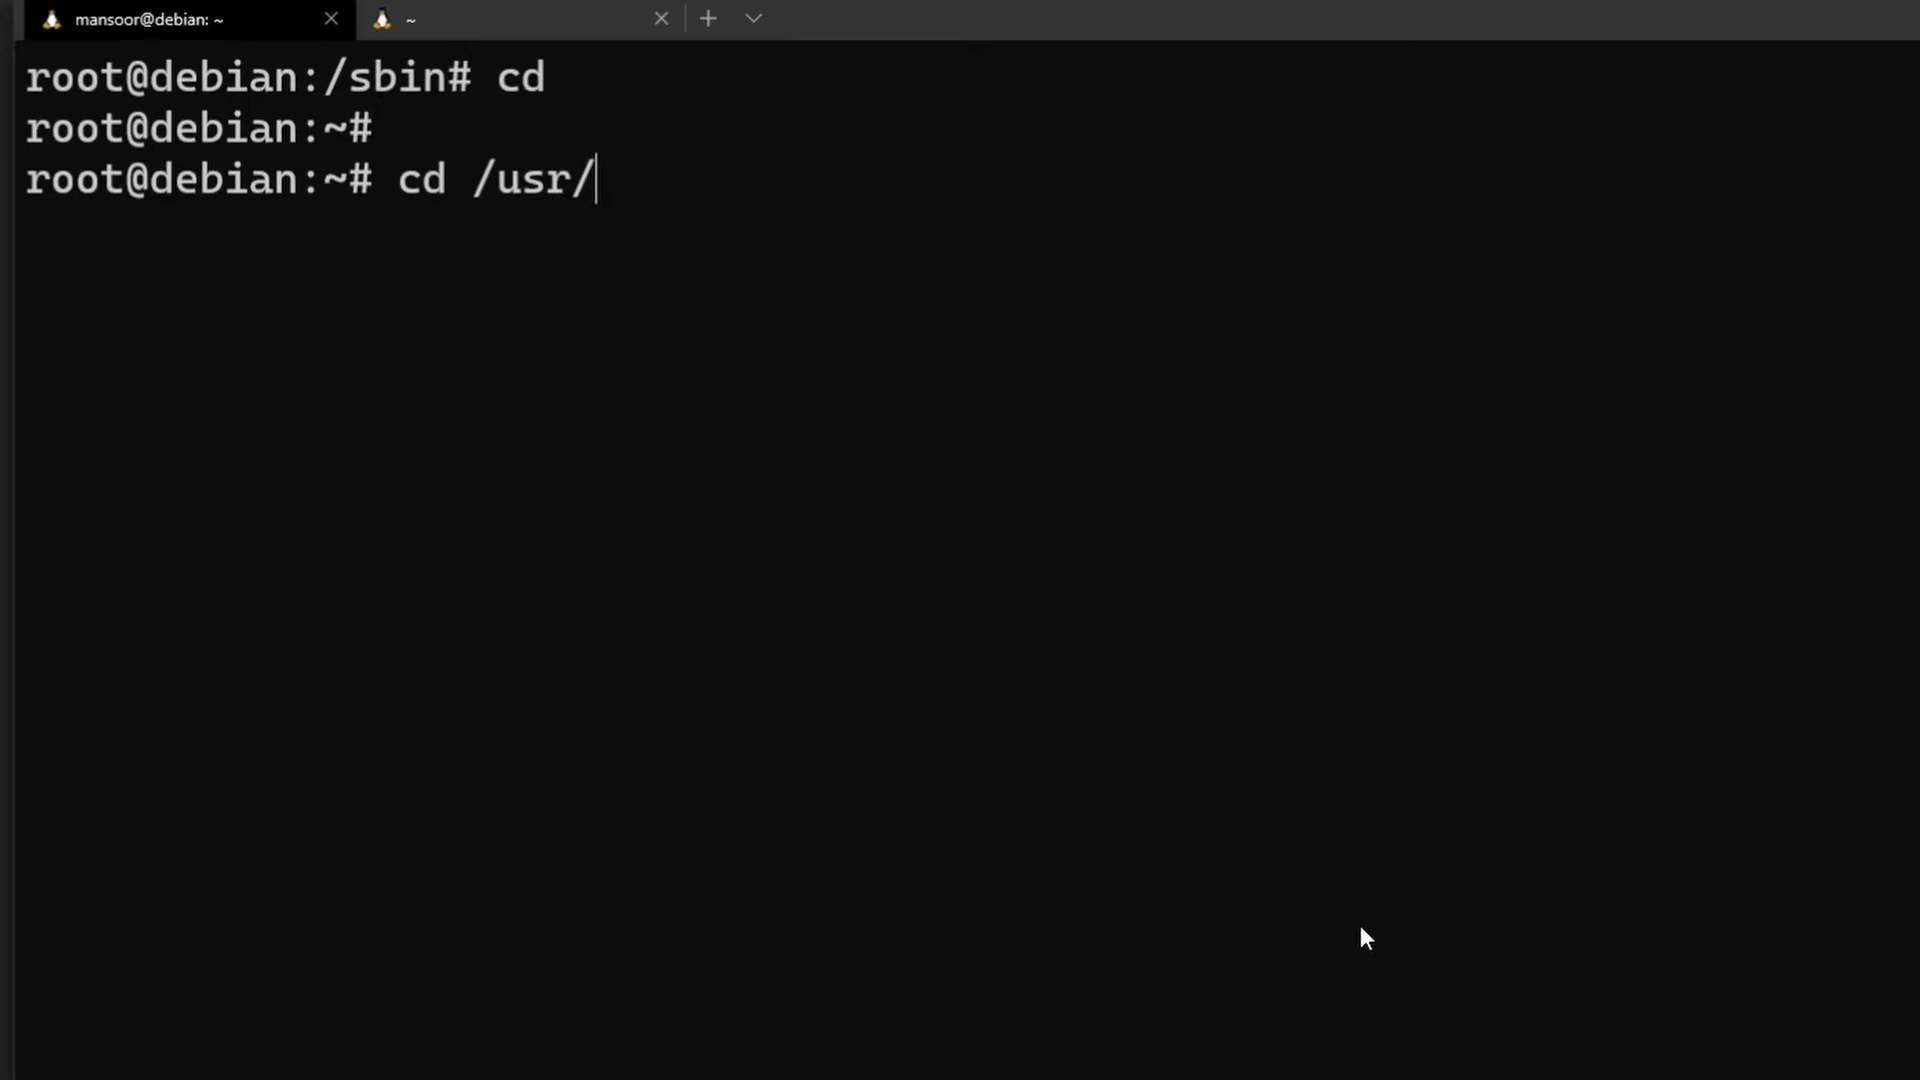 mansoor@debian: ~
~
root@debian:/sbin# cd
root@debian:~#
root@debian:~# cd /usr/